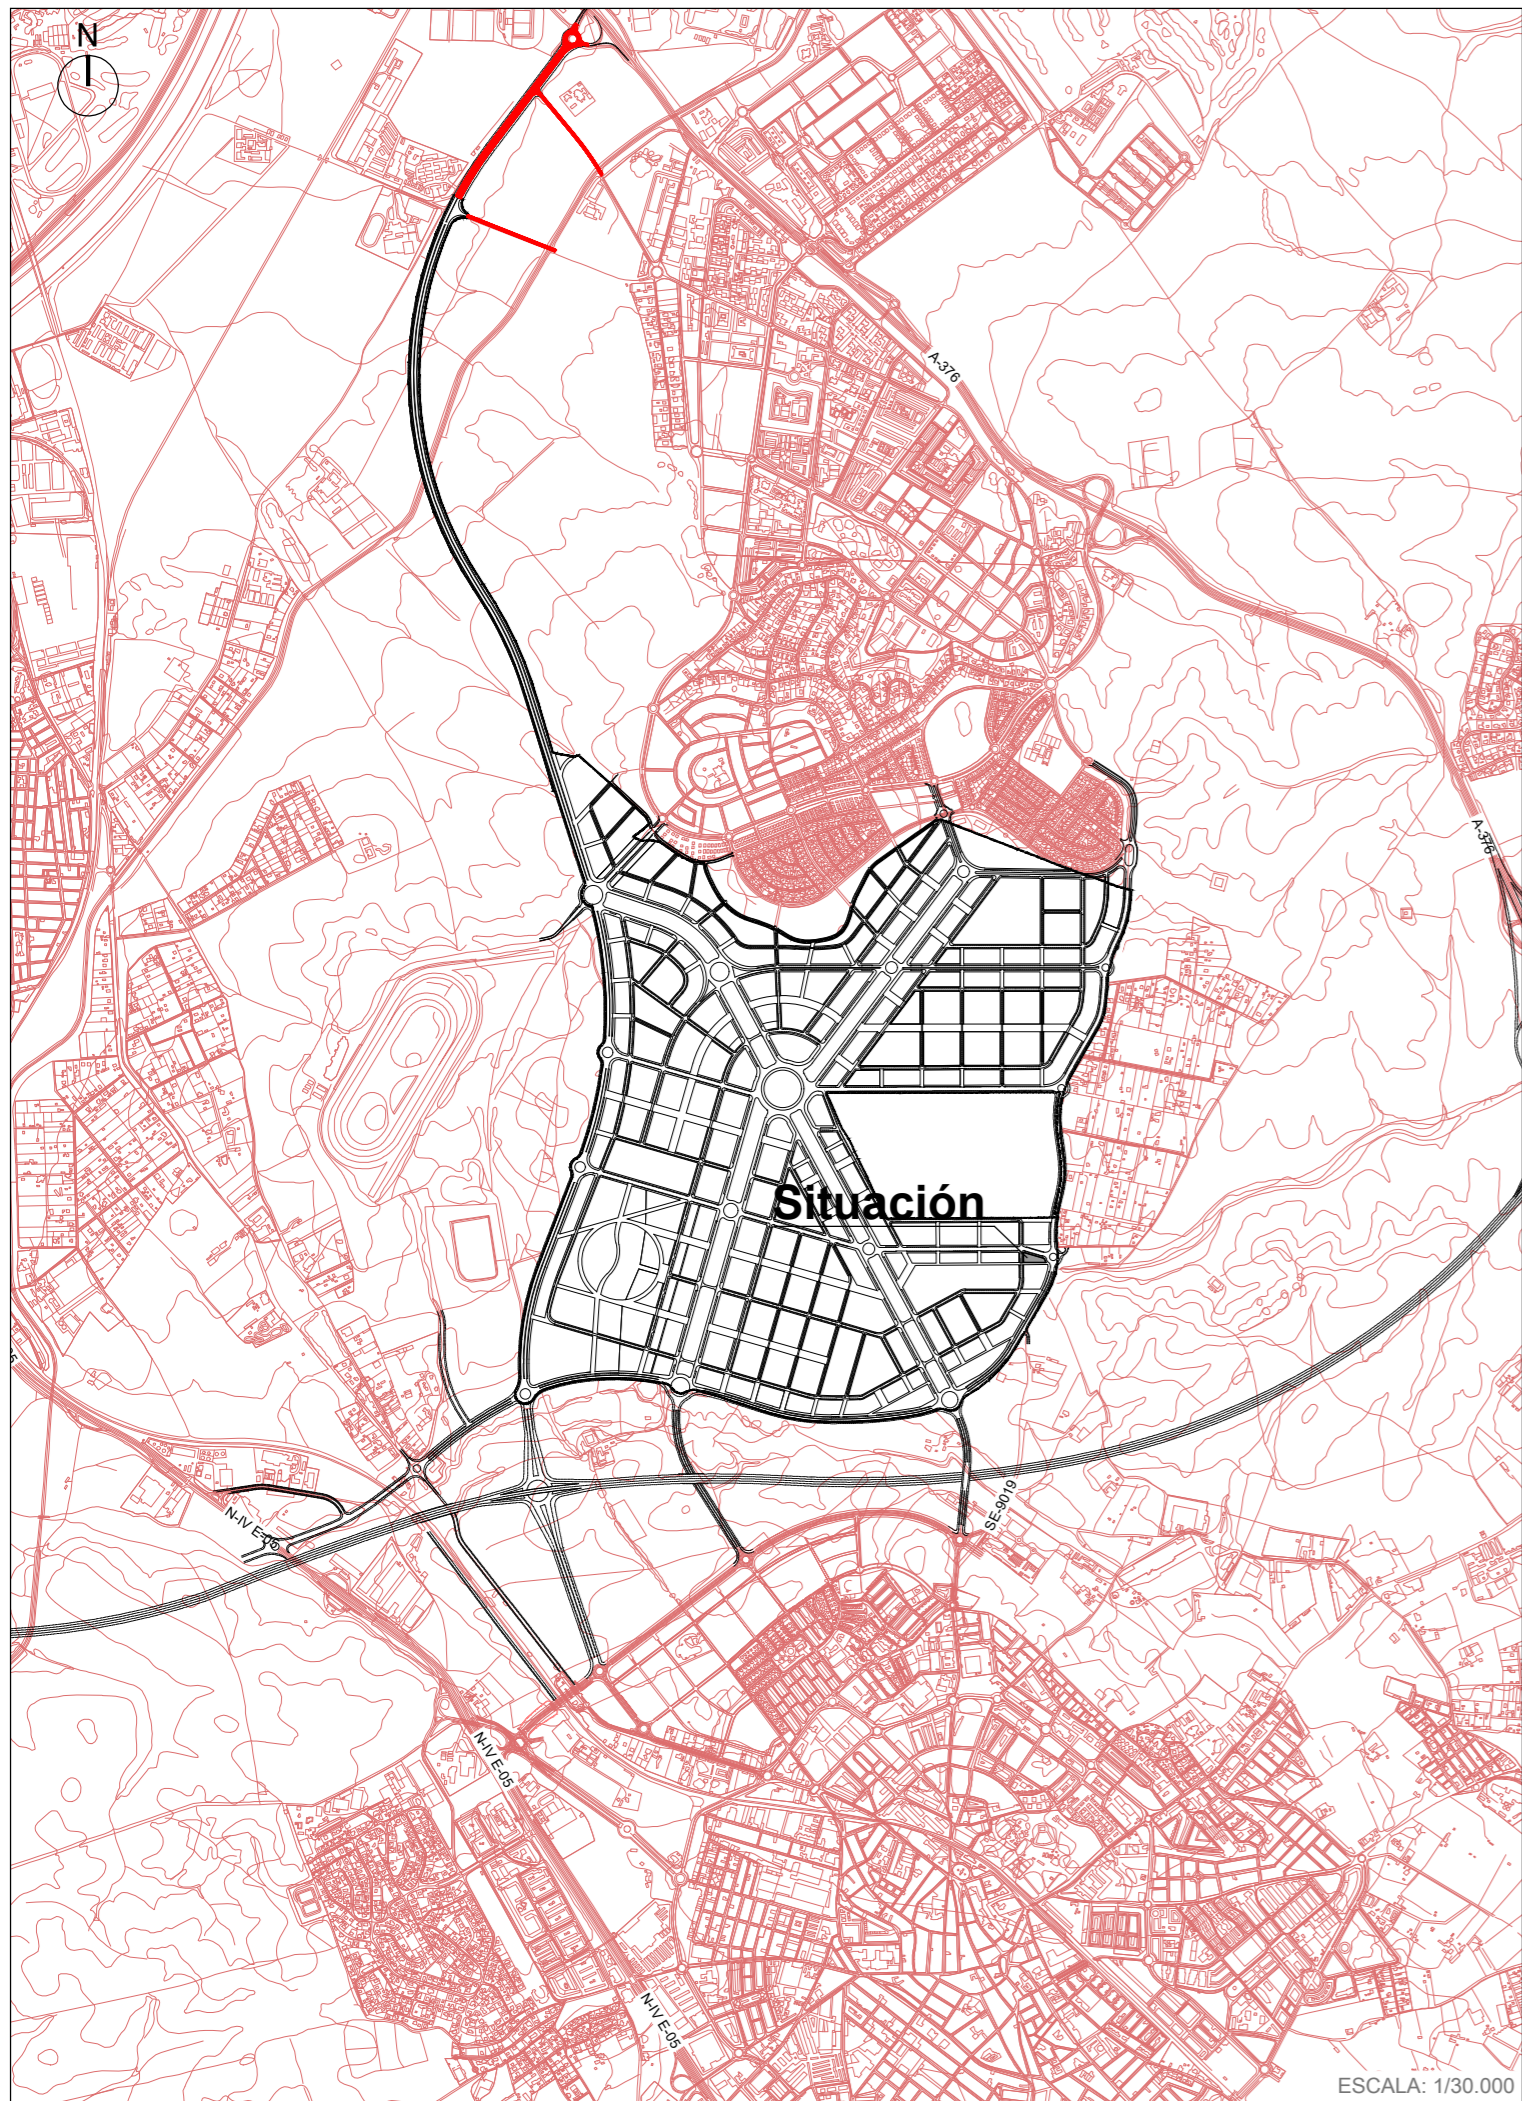 N
A-376
A-376
Situación
SE-9019
N-IV E-05
N-IV E-05
N-IV E-05
ESCALA: 1/30.000